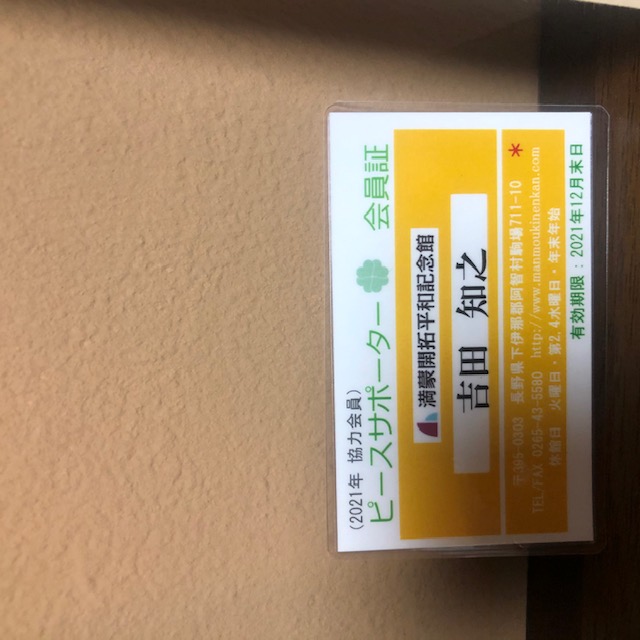 (2021年 協力会員)
ピースサポーター 会員証
満蒙開拓平和記念館
吉田 知之
〒395-0303 長野県下伊那郡阿智村駒場711-10 *
TEL/FAX 0265-43-5580 http://www.manmoukinenkan.com
休館日 火曜日・第2,4水曜日・年末年始
有効期限:2021年12月末日